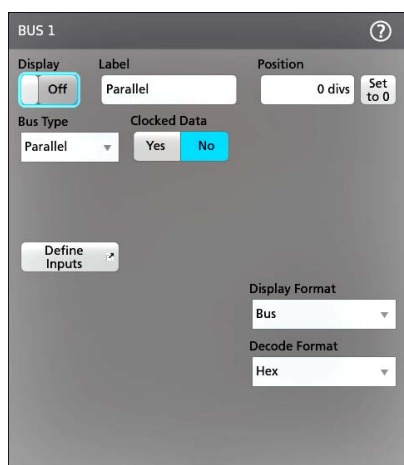 BUS 1 ?
Display Label Position
Off Parallel 0 divs Set to 0
Bus Type Clocked Data
Parallel Yes No
Define
Inputs
Display Format
Bus
Decode Format
Hex